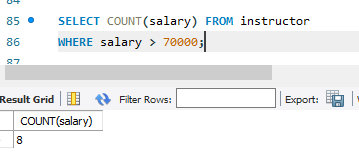 84
85 SELECT COUNT(salary) FROM instructor
86 WHERE salary > 70000;
87
Result Grid Filter Rows: Export:
COUNT(salary)
8